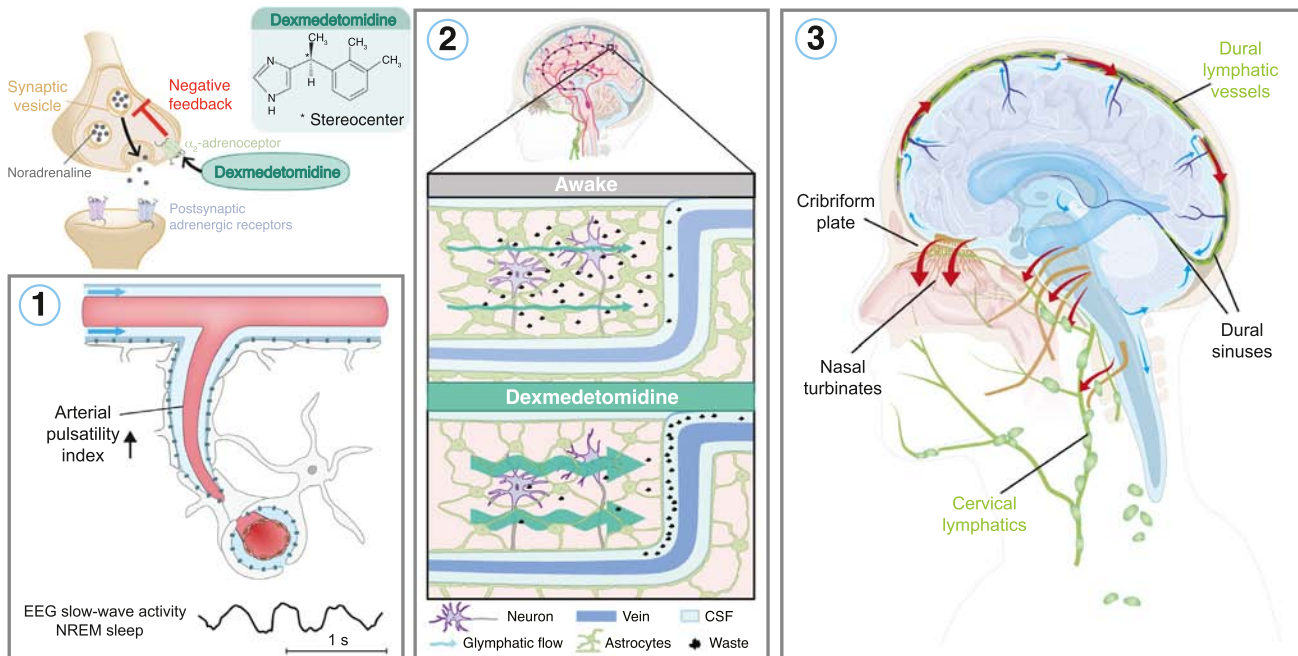 Dexmedetomidine
CH₃
CH₃
CH₃
N
*
H
N
H
* Stereocenter
Synaptic
vesicle
Negative
feedback
α₂-adrenoceptor
Noradrenaline
Dexmedetomidine
Postsynaptic
adrenergic receptors
1
Arterial
pulsatility
index
EEG slow-wave activity
NREM sleep
1 s
2
Awake
Dexmedetomidine
Neuron
Vein
CSF
Glymphatic flow
Astrocytes
Waste
3
Dural
lymphatic
vessels
Cribriform
plate
Nasal
turbinates
Dural
sinuses
Cervical
lymphatics